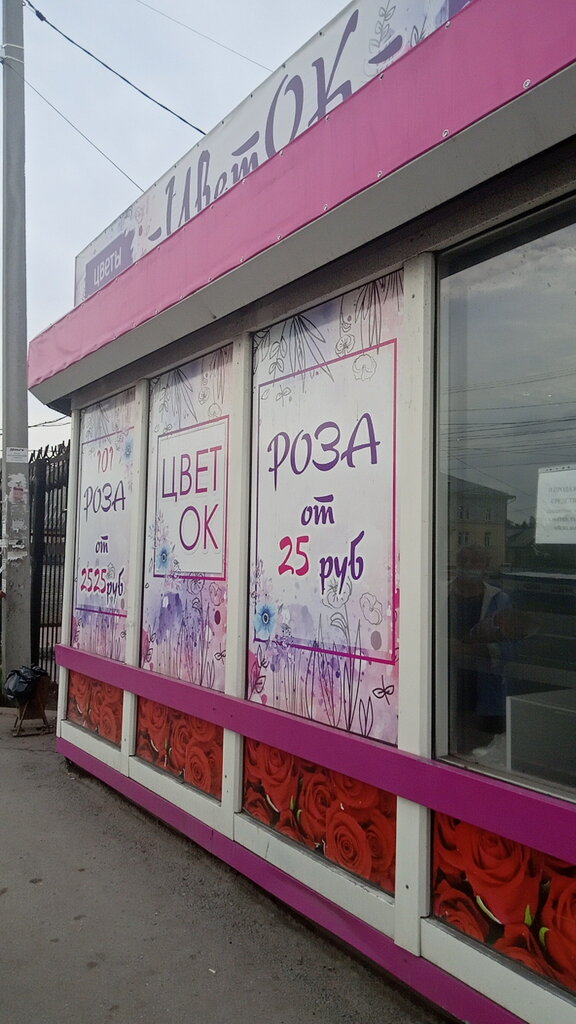 цветы
-ЦветОК-
101
РОЗА
от
2525руб
ЦВЕТ
ОК
РОЗА
от
25 руб